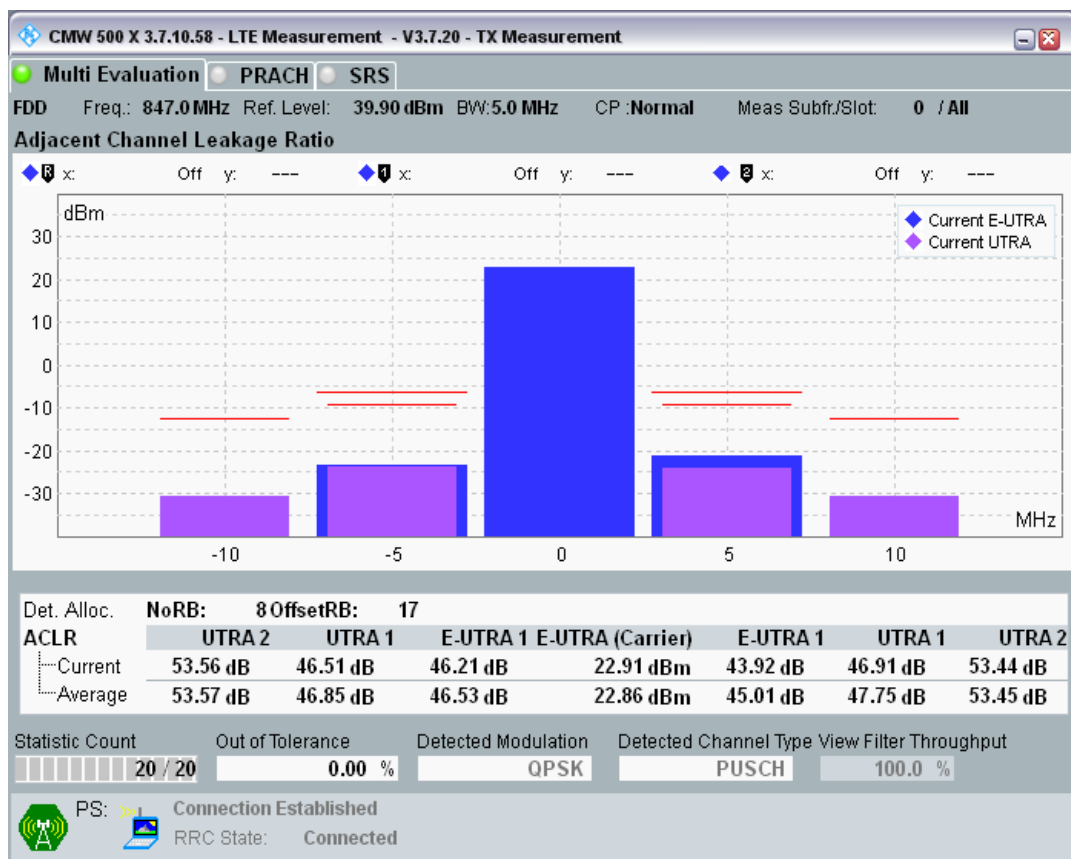 CMW 500 X 3.7.10.58 - LTE Measurement - V3.7.20 - TX Measurement
Multi Evaluation PRACH SRS
FDD Freq.: 847.0 MHz Ref. Level: 39.90 dBm BW:5.0 MHz CP :Normal Meas Subfr./Slot: 0 / All
Adjacent Channel Leakage Ratio
R x: Off y: --- 1 x: Off y: --- 2 x: Off y: ---
dBm
Current E-UTRA
Current UTRA
30
20
10
0
-10
-20
-30
MHz
-10 -5 0 5 10
Det. Alloc. NoRB: 8 OffsetRB: 17
ACLR UTRA 2 UTRA 1 E-UTRA 1 E-UTRA (Carrier) E-UTRA 1 UTRA 1 UTRA 2
Current 53.56 dB 46.51 dB 46.21 dB 22.91 dBm 43.92 dB 46.91 dB 53.44 dB
Average 53.57 dB 46.85 dB 46.53 dB 22.86 dBm 45.01 dB 47.75 dB 53.45 dB
Statistic Count Out of Tolerance Detected Modulation Detected Channel Type View Filter Throughput
20 / 20 0.00 % QPSK PUSCH 100.0 %
PS: Connection Established
RRC State: Connected